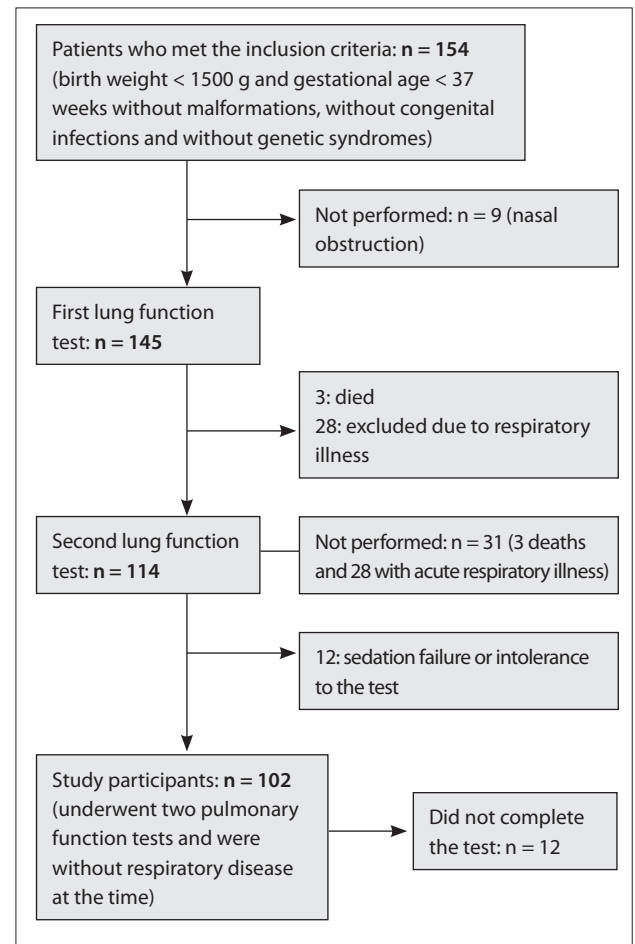 Patients who met the inclusion criteria: n = 154
(birth weight < 1500 g and gestational age < 37
weeks without malformations, without congenital
infections and without genetic syndromes)
Not performed: n = 9 (nasal
obstruction)
First lung function
test: n = 145
3: died
28: excluded due to respiratory
illness
Second lung function
test: n = 114
Not performed: n = 31 (3 deaths
and 28 with acute respiratory illness)
12: sedation failure or intolerance
to the test
Study participants: n = 102
(underwent two pulmonary
function tests and were
without respiratory disease
at the time)
Did not complete
the test: n = 12